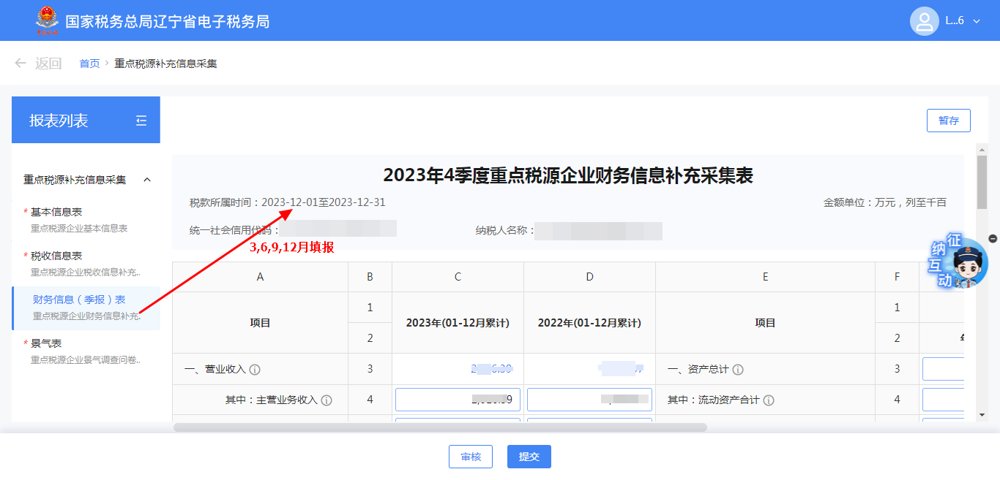 国家税务总局辽宁省电子税务局
L...6
返回 首页 > 重点税源补充信息采集
报表列表
暂存
重点税源补充信息采集
* 基本信息表
重点税源企业基本信息表
* 税收信息表
重点税源企业税收信息补充..
财务信息（季报）表
重点税源企业财务信息补充..
* 景气表
重点税源企业景气调查问卷..
2023年4季度重点税源企业财务信息补充采集表
税款所属时间：2023-12-01至2023-12-31
金额单位：万元，列至千百
统一社会信用代码：
纳税人名称：
3,6,9,12月填报
A B C D E F
项目 1 2023年(01-12月累计) 2022年(01-12月累计) 项目 1
2 2
一、营业收入 3 一、资产总计 3
其中：主营业务收入 4 其中：流动资产合计 4
征纳互动
审核
提交